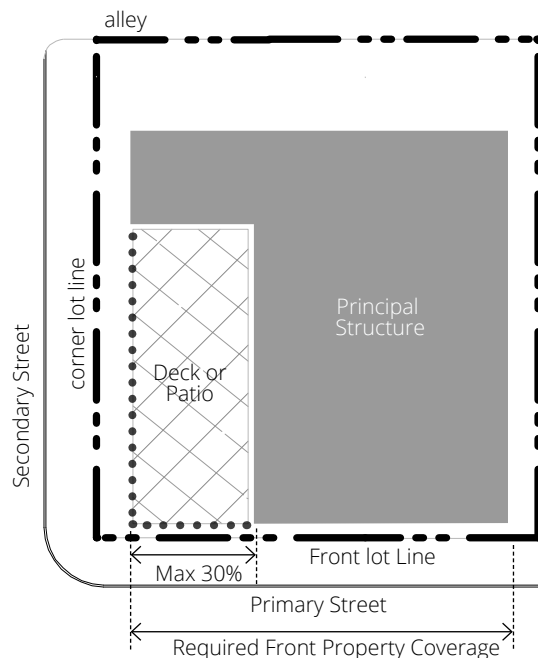 alley
Principal
Structure
corner lot line
Secondary Street
Deck or
Patio
Front lot Line
Max 30%
Primary Street
Required Front Property Coverage